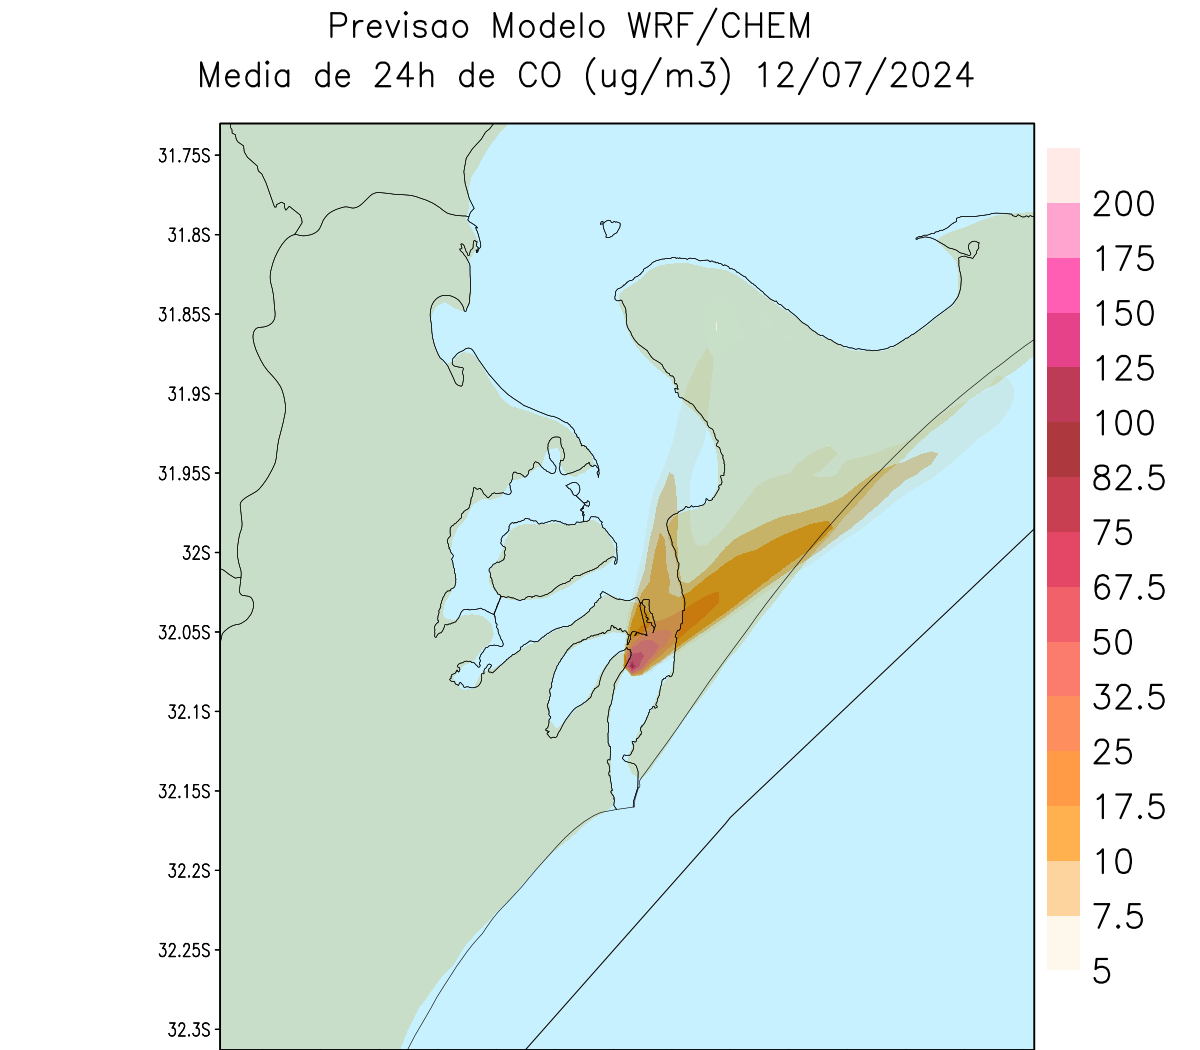 Previsao Modelo WRF/CHEM
Media de 24h de CO (ug/m3) 12/07/2024
31.75S
31.8S
31.85S
31.9S
31.95S
32S
32.05S
32.1S
32.15S
32.2S
32.25S
32.3S
200
175
150
125
100
82.5
75
67.5
50
32.5
25
17.5
10
7.5
5